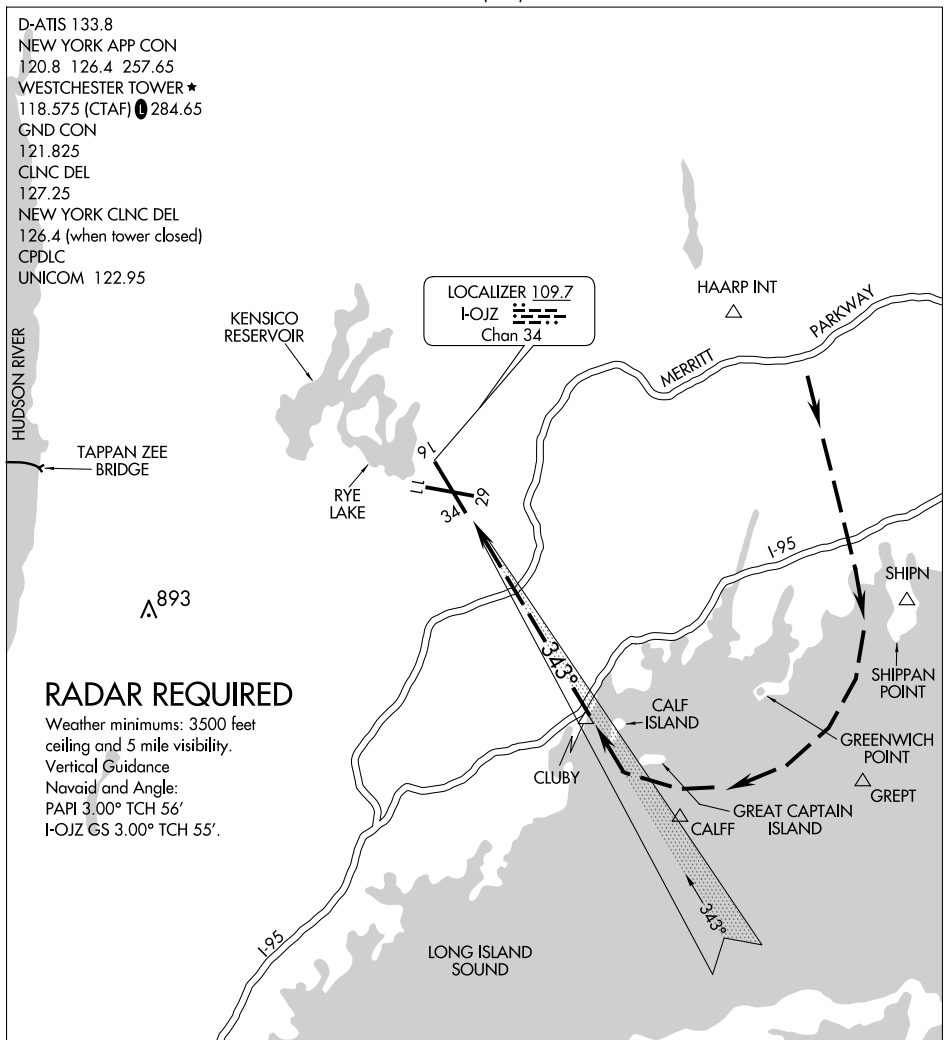 D-ATIS 133.8
NEW YORK APP CON
120.8 126.4 257.65
WESTCHESTER TOWER ★
118.575 (CTAF) L 284.65
GND CON
121.825
CLNC DEL
127.25
NEW YORK CLNC DEL
126.4 (when tower closed)
CPDLC
UNICOM 122.95
LOCALIZER 109.7
I-OJZ
Chan 34
HAARP INT
MERRITT
PARKWAY
KENSICO
RESERVOIR
HUDSON RIVER
TAPPAN ZEE
BRIDGE
RYE
LAKE
16
11
29
34
I-95
SHIPN
893
SHIPPAN
POINT
343°
RADAR REQUIRED
Weather minimums: 3500 feet
ceiling and 5 mile visibility.
Vertical Guidance
Navaid and Angle:
PAPI 3.00° TCH 56'
I-OJZ GS 3.00° TCH 55'.
CALF
ISLAND
GREENWICH
POINT
CLUBY
GREPT
GREAT CAPTAIN
ISLAND
CALFF
343°
I-95
LONG ISLAND
SOUND